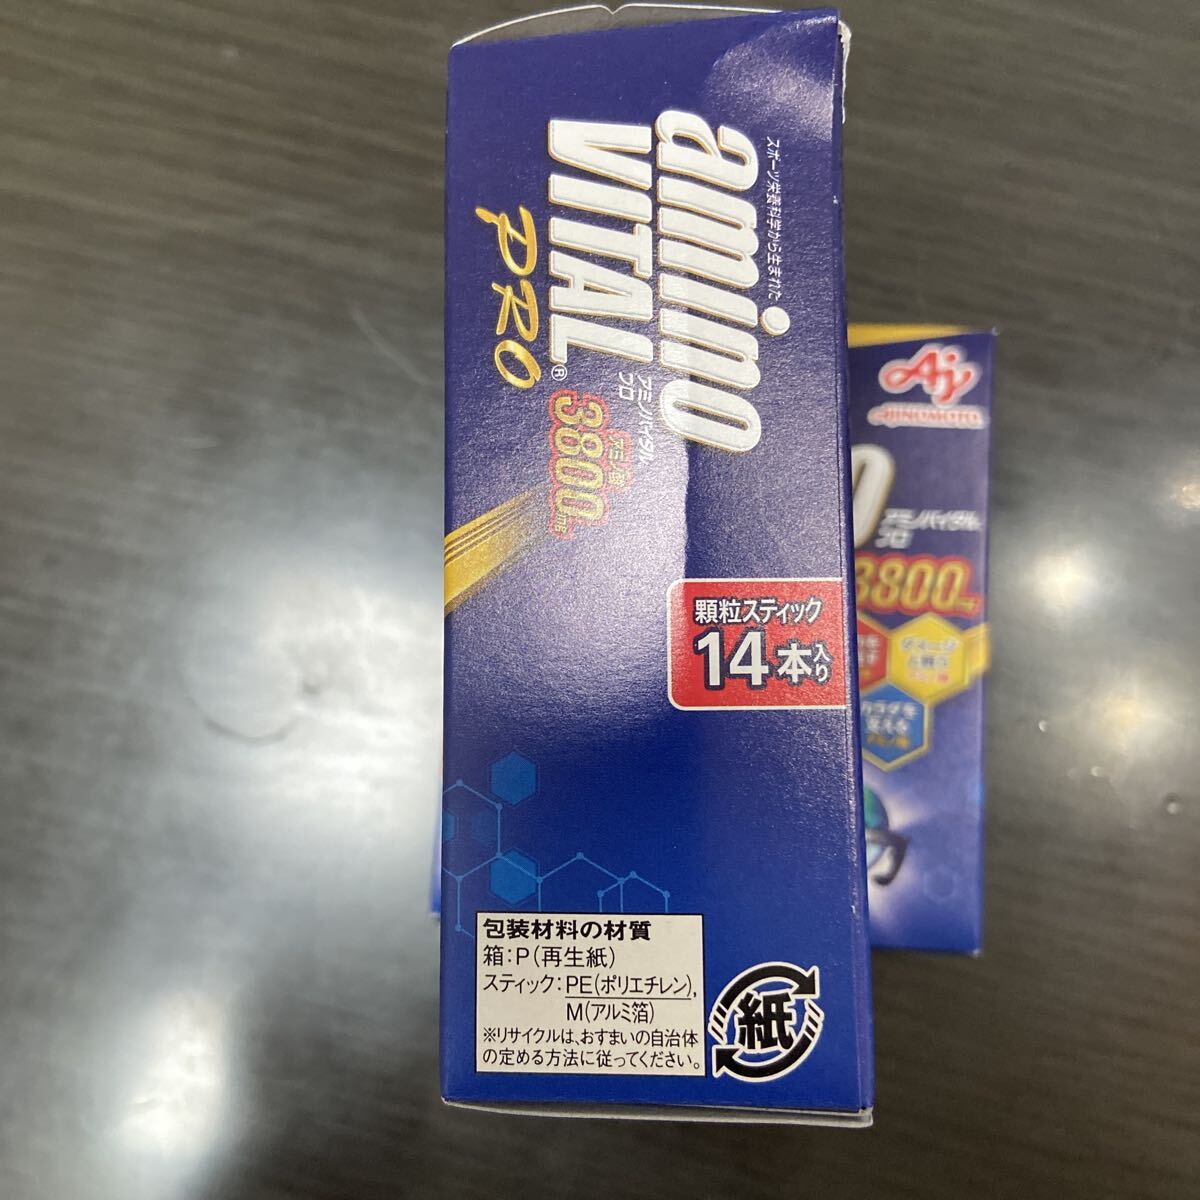 スポーツ栄養科学から生まれた
amino
VITAL®
アミノバイタル
プロ
PRO
アミノ酸
3800mg
顆粒スティック
14本入り
包装材料の材質
箱:P(再生紙)
スティック:PE(ポリエチレン),
M(アルミ箔)
※リサイクルは、おすまいの自治体
の定める方法に従ってください。
紙
Aj
AJINOMOTO
アミノバイタル
プロ
3800mg